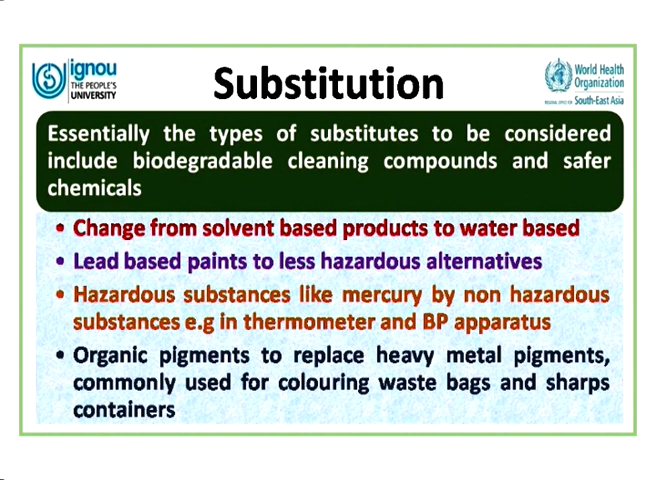 ignou
THE PEOPLE'S
UNIVERSITY
Substitution
World Health
Organization
REGIONAL OFFICE FOR South-East Asia
Essentially the types of substitutes to be considered
include biodegradable cleaning compounds and safer
chemicals
• Change from solvent based products to water based
• Lead based paints to less hazardous alternatives
• Hazardous substances like mercury by non hazardous
substances e.g in thermometer and BP apparatus
• Organic pigments to replace heavy metal pigments,
commonly used for colouring waste bags and sharps
containers